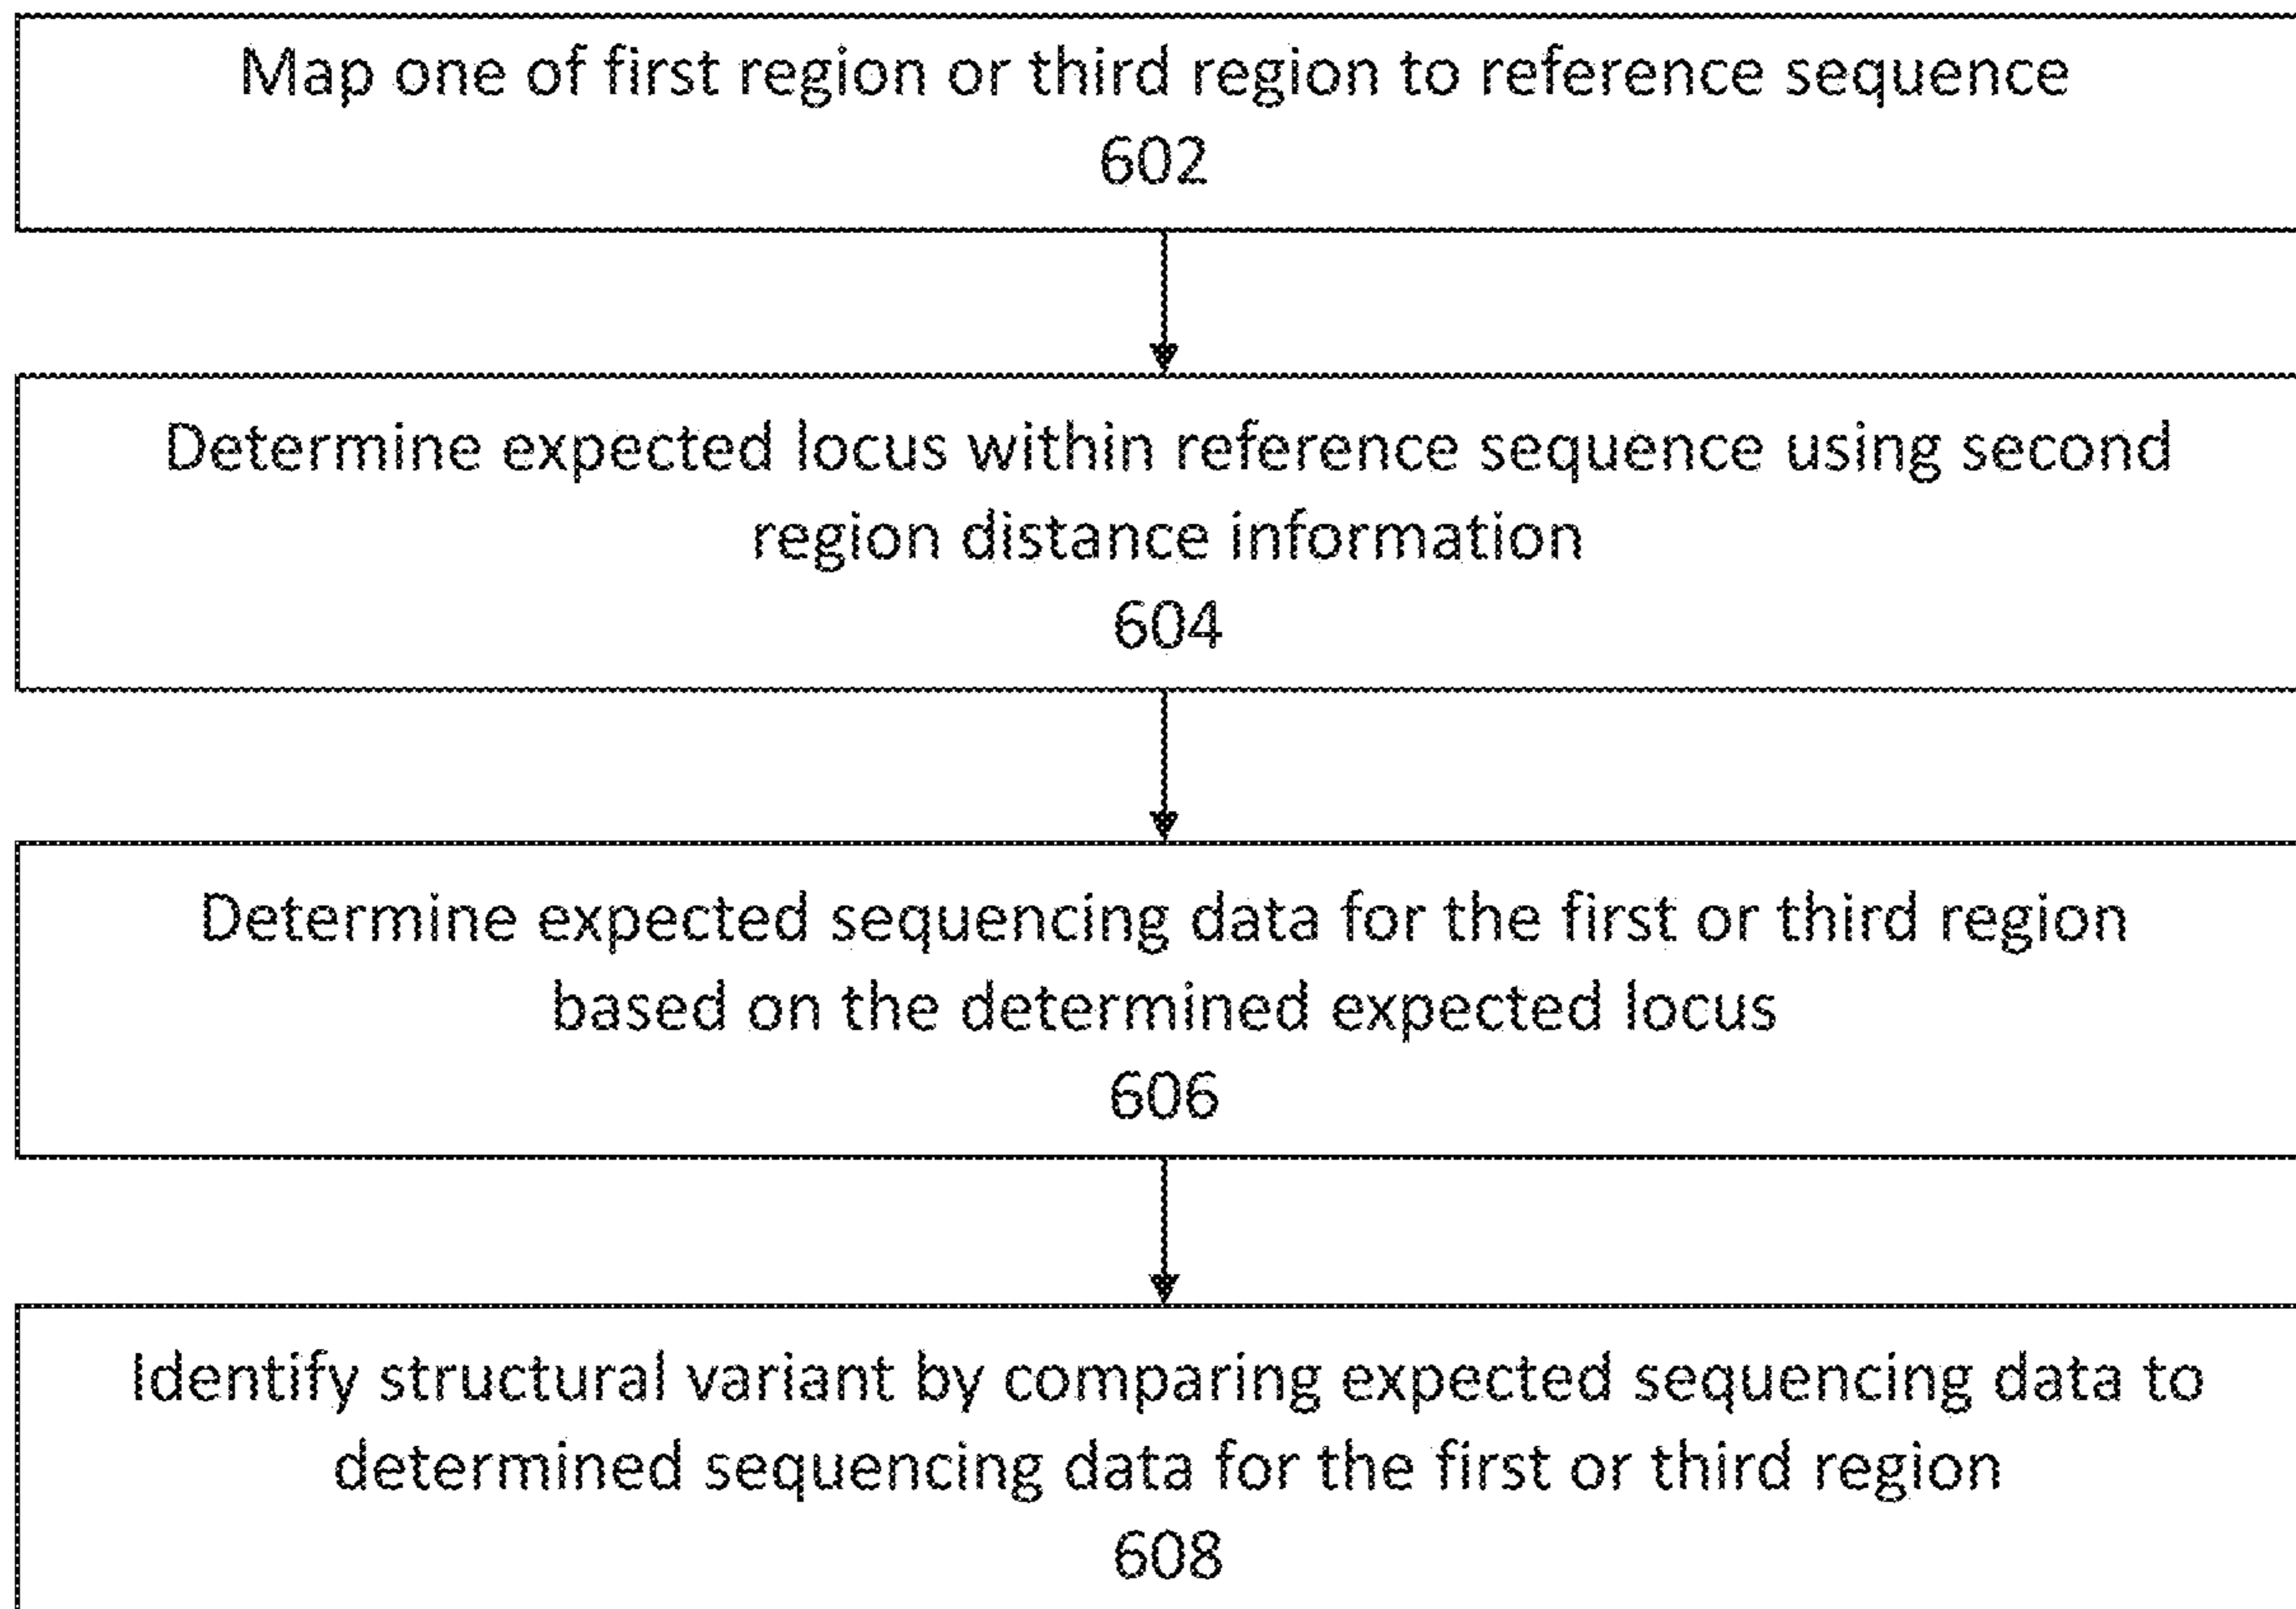 Map one of first region or third region to reference sequence
602
Determine expected locus within reference sequence using second
region distance information
604
Determine expected sequencing data for the first or third region
based on the determined expected locus
606
Identify structural variant by comparing expected sequencing data to
determined sequencing data for the first or third region
608